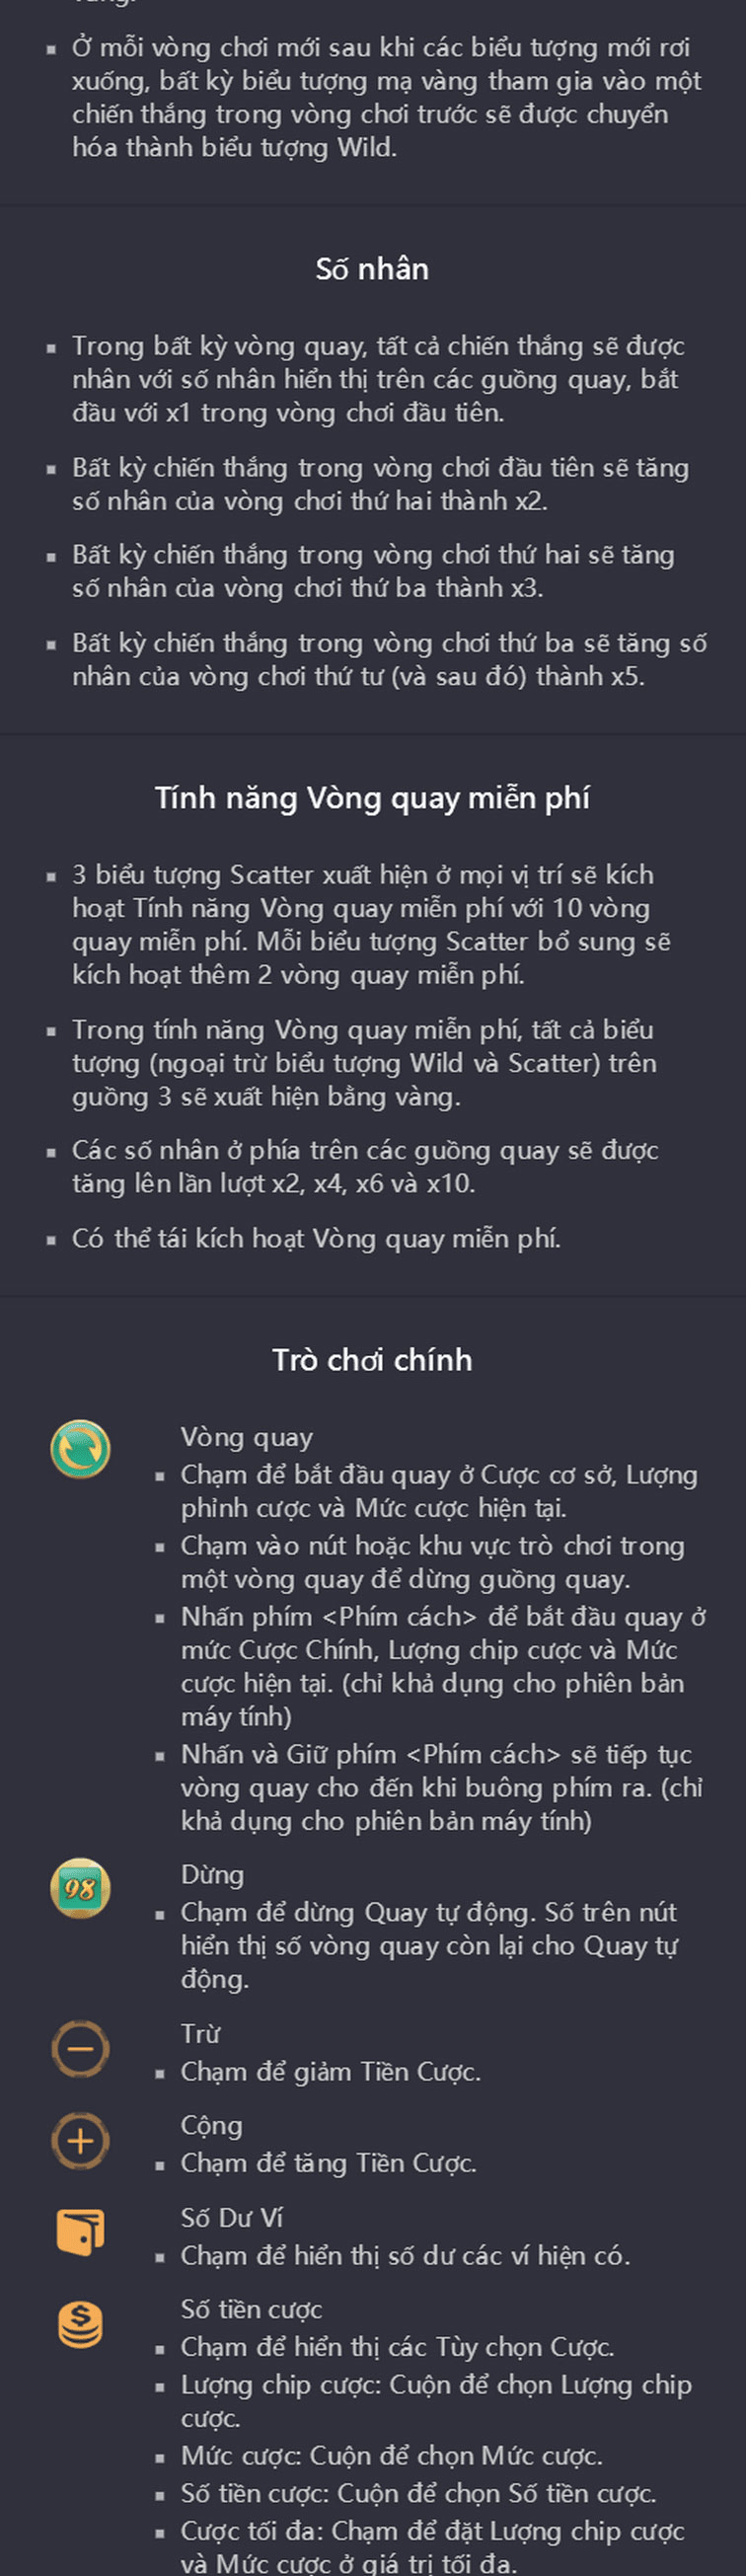 vàng.
▪ Ở mỗi vòng chơi mới sau khi các biểu tượng mới rơi
xuống, bất kỳ biểu tượng mạ vàng tham gia vào một
chiến thắng trong vòng chơi trước sẽ được chuyển
hóa thành biểu tượng Wild.
Số nhân
▪ Trong bất kỳ vòng quay, tất cả chiến thắng sẽ được
nhân với số nhân hiển thị trên các guồng quay, bắt
đầu với x1 trong vòng chơi đầu tiên.
▪ Bất kỳ chiến thắng trong vòng chơi đầu tiên sẽ tăng
số nhân của vòng chơi thứ hai thành x2.
▪ Bất kỳ chiến thắng trong vòng chơi thứ hai sẽ tăng
số nhân của vòng chơi thứ ba thành x3.
▪ Bất kỳ chiến thắng trong vòng chơi thứ ba sẽ tăng số
nhân của vòng chơi thứ tư (và sau đó) thành x5.
Tính năng Vòng quay miễn phí
▪ 3 biểu tượng Scatter xuất hiện ở mọi vị trí sẽ kích
hoạt Tính năng Vòng quay miễn phí với 10 vòng
quay miễn phí. Mỗi biểu tượng Scatter bổ sung sẽ
kích hoạt thêm 2 vòng quay miễn phí.
▪ Trong tính năng Vòng quay miễn phí, tất cả biểu
tượng (ngoại trừ biểu tượng Wild và Scatter) trên
guồng 3 sẽ xuất hiện bằng vàng.
▪ Các số nhân ở phía trên các guồng quay sẽ được
tăng lên lần lượt x2, x4, x6 và x10.
▪ Có thể tái kích hoạt Vòng quay miễn phí.
Trò chơi chính
Vòng quay
▪ Chạm để bắt đầu quay ở Cược cơ sở, Lượng
phỉnh cược và Mức cược hiện tại.
▪ Chạm vào nút hoặc khu vực trò chơi trong
một vòng quay để dừng guồng quay.
▪ Nhấn phím <Phím cách> để bắt đầu quay ở
mức Cược Chính, Lượng chip cược và Mức
cược hiện tại. (chỉ khả dụng cho phiên bản
máy tính)
▪ Nhấn và Giữ phím <Phím cách> sẽ tiếp tục
vòng quay cho đến khi buông phím ra. (chỉ
khả dụng cho phiên bản máy tính)
98
Dừng
▪ Chạm để dừng Quay tự động. Số trên nút
hiển thị số vòng quay còn lại cho Quay tự
động.
Trừ
▪ Chạm để giảm Tiền Cược.
Cộng
▪ Chạm để tăng Tiền Cược.
Số Dư Ví
▪ Chạm để hiển thị số dư các ví hiện có.
$
Số tiền cược
▪ Chạm để hiển thị các Tùy chọn Cược.
▪ Lượng chip cược: Cuộn để chọn Lượng chip
cược.
▪ Mức cược: Cuộn để chọn Mức cược.
▪ Số tiền cược: Cuộn để chọn Số tiền cược.
▪ Cược tối đa: Chạm để đặt Lượng chip cược
và Mức cược ở giá trị tối đa.